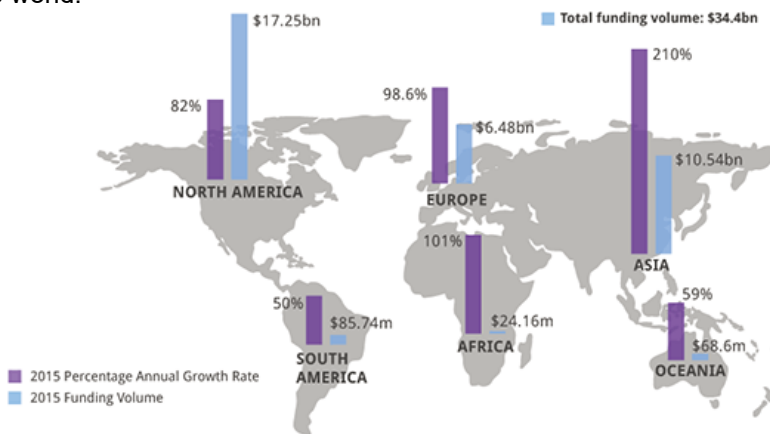 world.
Total funding volume: $34.4bn
$17.25bn
82%
NORTH AMERICA
98.6%
$6.48bn
EUROPE
210%
$10.54bn
ASIA
101%
$24.16m
AFRICA
50%
$85.74m
SOUTH
AMERICA
59%
$68.6m
OCEANIA
2015 Percentage Annual Growth Rate
2015 Funding Volume